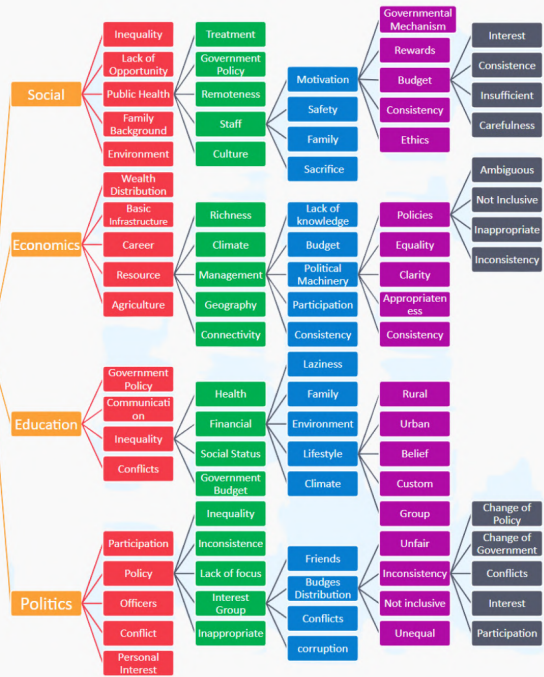 Social
Inequality
Lack of
Opportunity
Public Health
Family
Background
Environment
Treatment
Government
Policy
Remoteness
Staff
Culture
Motivation
Safety
Family
Sacrifice
Governmental
Mechanism
Rewards
Budget
Consistency
Ethics
Interest
Consistence
Insufficient
Carefulness
Economics
Wealth
Distribution
Basic
Infrastructure
Career
Resource
Agriculture
Richness
Climate
Management
Geography
Connectivity
Lack of
knowledge
Budget
Political
Machinery
Participation
Consistency
Policies
Equality
Clarity
Appropriaten
ess
Consistency
Ambiguous
Not Inclusive
Inappropriate
Inconsistency
Education
Government
Policy
Communicati
on
Inequality
Conflicts
Health
Financial
Social Status
Government
Budget
Laziness
Family
Environment
Lifestyle
Climate
Rural
Urban
Belief
Custom
Group
Politics
Participation
Policy
Officers
Conflict
Personal
Interest
Inequality
Inconsistence
Lack of focus
Interest
Group
Inappropriate
Friends
Budges
Distribution
Conflicts
corruption
Unfair
Inconsistency
Not inclusive
Unequal
Change of
Policy
Change of
Government
Conflicts
Interest
Participation